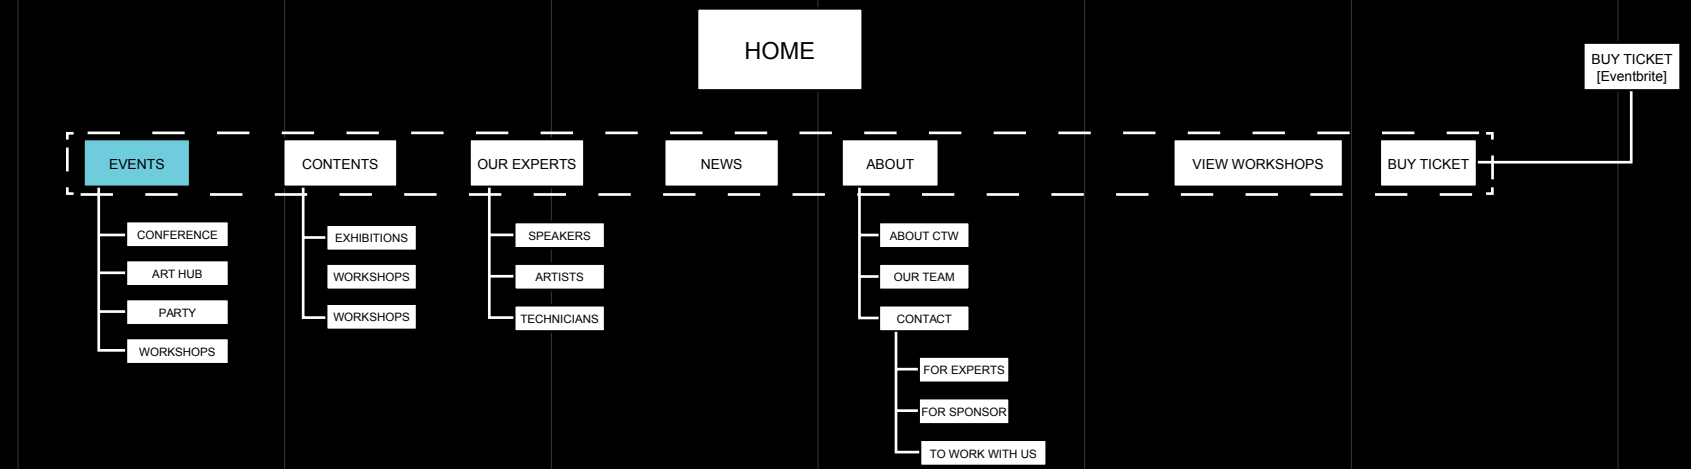 HOME
BUY TICKET
[Eventbrite]
EVENTS
CONTENTS
OUR EXPERTS
NEWS
ABOUT
VIEW WORKSHOPS
BUY TICKET
CONFERENCE
ART HUB
PARTY
WORKSHOPS
EXHIBITIONS
WORKSHOPS
WORKSHOPS
SPEAKERS
ARTISTS
TECHNICIANS
ABOUT CTW
OUR TEAM
CONTACT
FOR EXPERTS
FOR SPONSOR
TO WORK WITH US